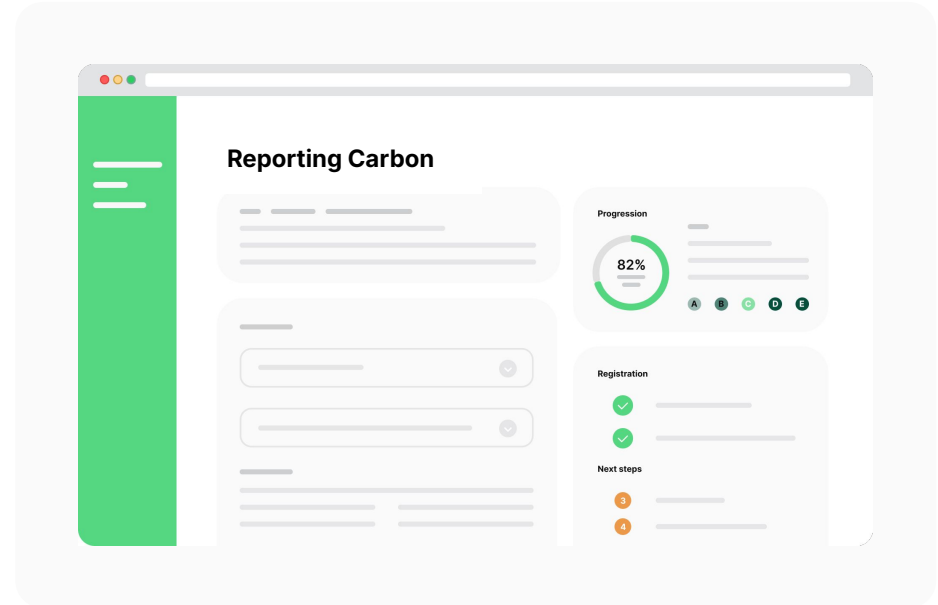 Reporting Carbon
Progression
82%
A B C D E
Registration
Next steps
3
4